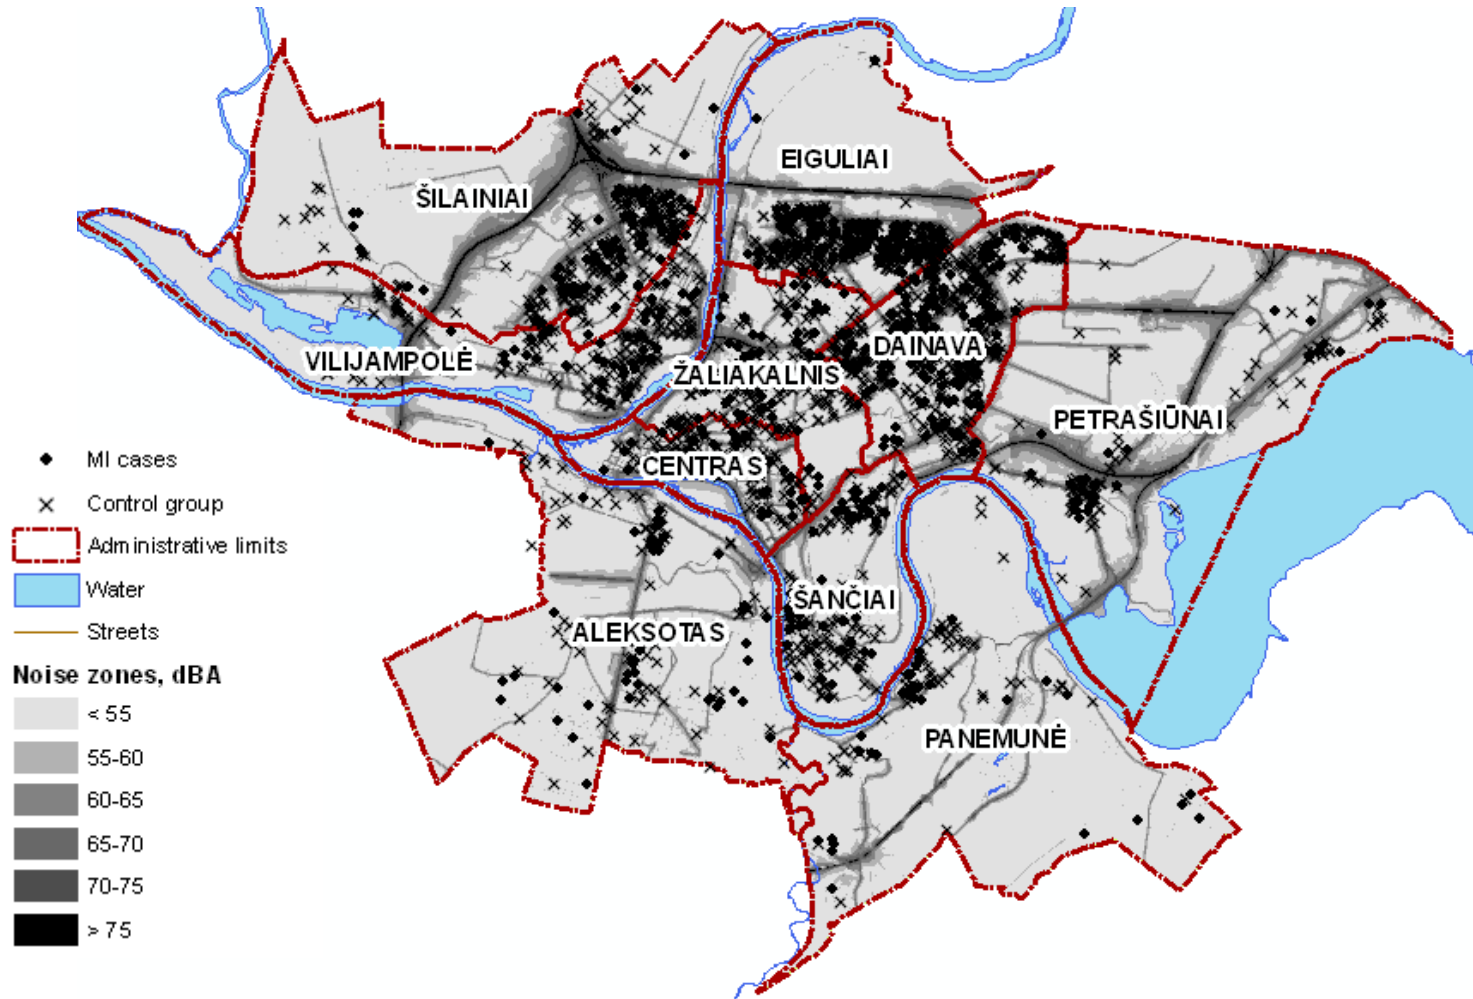 EIGULIAI
ŠILAINIAI
DAINAVA
VILIJAMPOLĖ
ŽALIAKALNIS
PETRAŠIŪNAI
CENTRAS
ŠANČIAI
ALEKSOTAS
PANEMUNĖ
MI cases
Control group
Administrative limits
Water
Streets
Noise zones, dBA
< 55
55-60
60-65
65-70
70-75
> 75